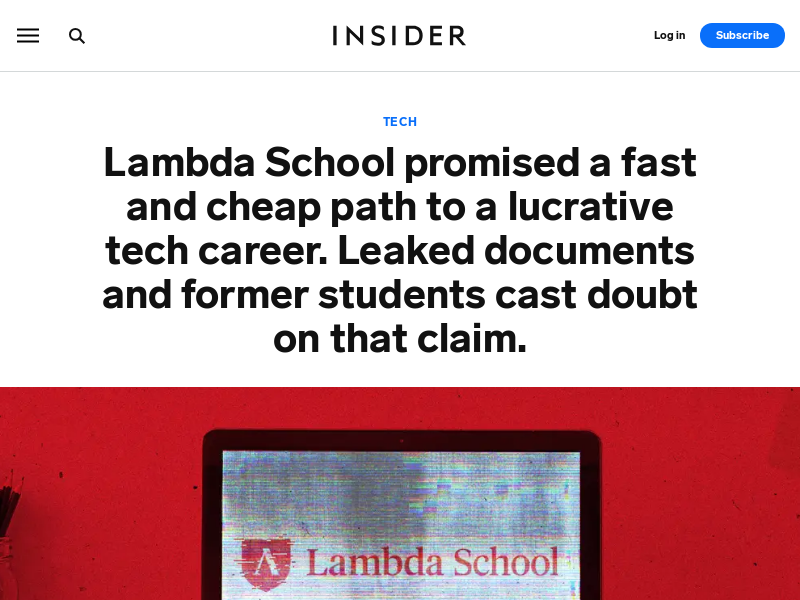 INSIDER
Log in
Subscribe
TECH
Lambda School promised a fast
and cheap path to a lucrative
tech career. Leaked documents
and former students cast doubt
on that claim.
Lambda School